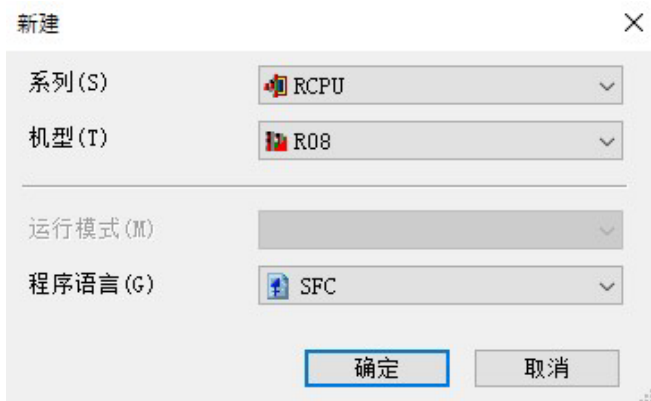 新建
系列(S) RCPU
机型(T) R08
运行模式(M)
程序语言(G) SFC
确定 取消